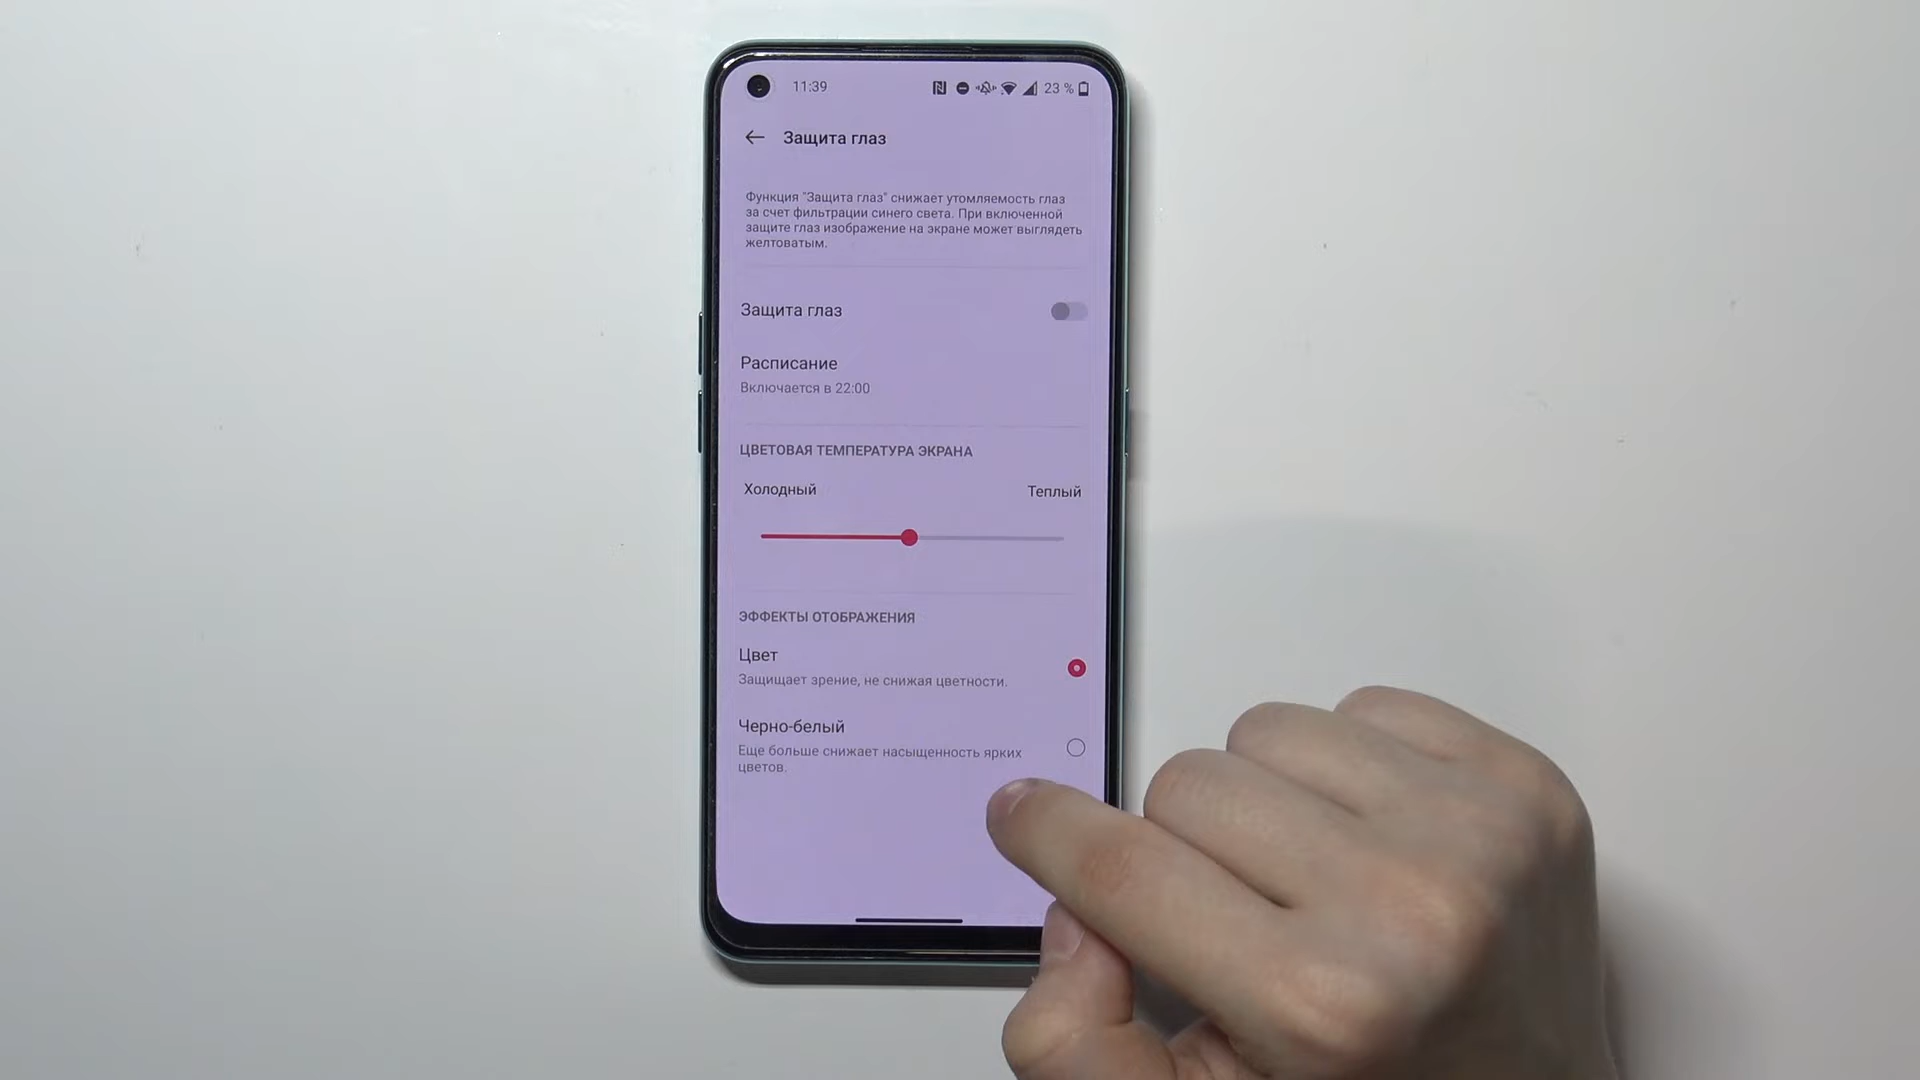 11:39 23 %
Защита глаз
Функция "Защита глаз" снижает утомляемость глаз
за счет фильтрации синего света. При включенной
защите глаз изображение на экране может выглядеть
желтоватым.
Защита глаз
Расписание
Включается в 22:00
ЦВЕТОВАЯ ТЕМПЕРАТУРА ЭКРАНА
Холодный Теплый
ЭФФЕКТЫ ОТОБРАЖЕНИЯ
Цвет
Защищает зрение, не снижая цветности.
Черно-белый
Еще больше снижает насыщенность ярких
цветов.